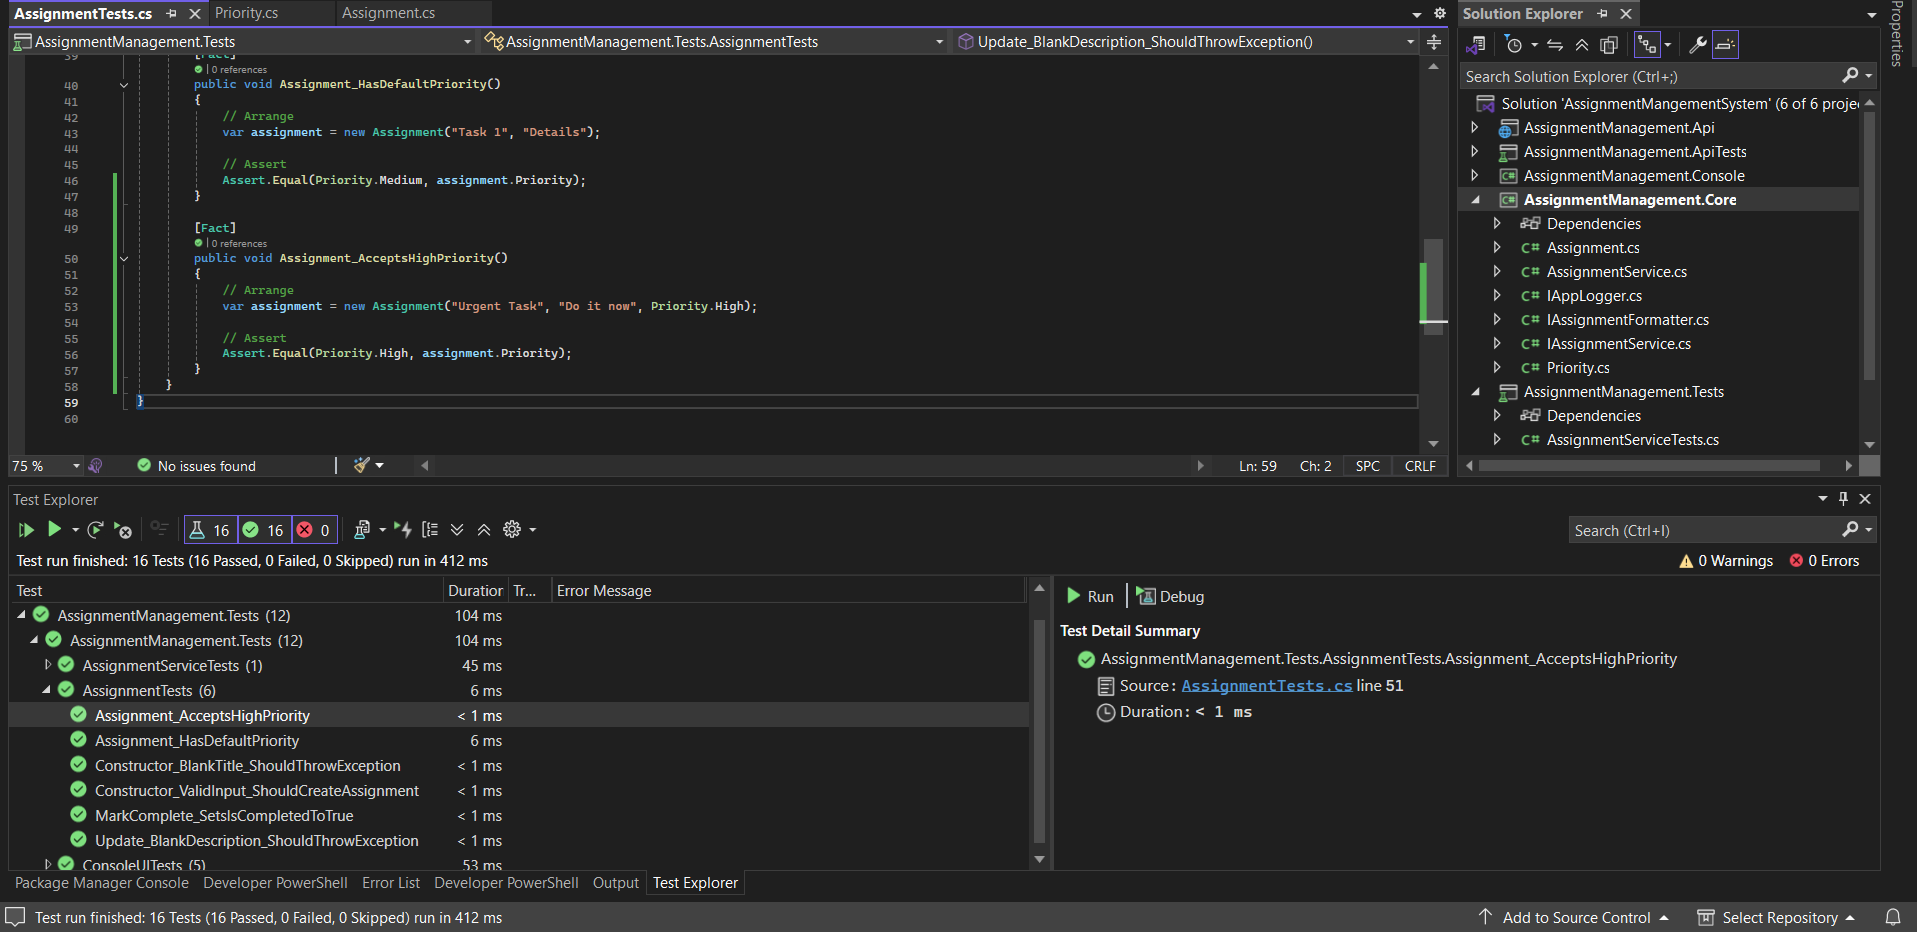 AssignmentTests.cs
Priority.cs
Assignment.cs
AssignmentManagement.Tests
AssignmentManagement.Tests.AssignmentTests
Update_BlankDescription_ShouldThrowException()
39 [Fact]
0 references
40 public void Assignment_HasDefaultPriority()
41 {
42 // Arrange
43 var assignment = new Assignment("Task 1", "Details");
44
45 // Assert
46 Assert.Equal(Priority.Medium, assignment.Priority);
47 }
48
49 [Fact]
0 references
50 public void Assignment_AcceptsHighPriority()
51 {
52 // Arrange
53 var assignment = new Assignment("Urgent Task", "Do it now", Priority.High);
54
55 // Assert
56 Assert.Equal(Priority.High, assignment.Priority);
57 }
58 }
59 }
60
75 %
No issues found
Ln: 59 Ch: 2 SPC CRLF
Solution Explorer
Search Solution Explorer (Ctrl+;)
Solution 'AssignmentMangementSystem' (6 of 6 proje
AssignmentManagement.Api
AssignmentManagement.ApiTests
AssignmentManagement.Console
AssignmentManagement.Core
Dependencies
Assignment.cs
AssignmentService.cs
IAppLogger.cs
IAssignmentFormatter.cs
IAssignmentService.cs
Priority.cs
AssignmentManagement.Tests
Dependencies
AssignmentServiceTests.cs
Properties
Test Explorer
16 16 0
Search (Ctrl+I)
Test run finished: 16 Tests (16 Passed, 0 Failed, 0 Skipped) run in 412 ms
0 Warnings 0 Errors
Test Duration Tr... Error Message
AssignmentManagement.Tests (12) 104 ms
AssignmentManagement.Tests (12) 104 ms
AssignmentServiceTests (1) 45 ms
AssignmentTests (6) 6 ms
Assignment_AcceptsHighPriority < 1 ms
Assignment_HasDefaultPriority 6 ms
Constructor_BlankTitle_ShouldThrowException < 1 ms
Constructor_ValidInput_ShouldCreateAssignment < 1 ms
MarkComplete_SetsIsCompletedToTrue < 1 ms
Update_BlankDescription_ShouldThrowException < 1 ms
ConsoleUITests (5) 53 ms
Run Debug
Test Detail Summary
AssignmentManagement.Tests.AssignmentTests.Assignment_AcceptsHighPriority
Source: AssignmentTests.cs line 51
Duration: < 1 ms
Package Manager Console Developer PowerShell Error List Developer PowerShell Output Test Explorer
Test run finished: 16 Tests (16 Passed, 0 Failed, 0 Skipped) run in 412 ms
Add to Source Control Select Repository